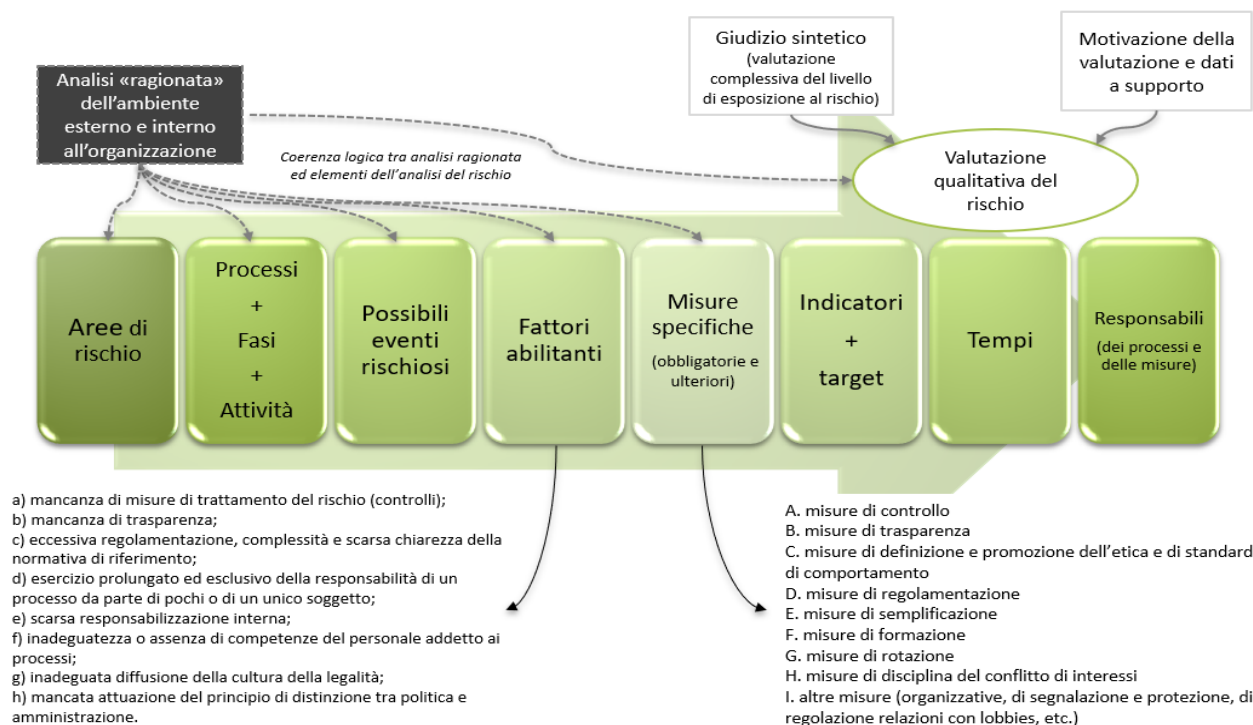 Analisi «ragionata»
dell'ambiente
esterno e interno
all'organizzazione
Giudizio sintetico
(valutazione
complessiva del livello
di esposizione al rischio)
Motivazione della
valutazione e dati
a supporto
Coerenza logica tra analisi ragionata
ed elementi dell'analisi del rischio
Valutazione
qualitativa del
rischio
Aree di
rischio
Processi
+
Fasi
+
Attività
Possibili
eventi
rischiosi
Fattori
abilitanti
Misure
specifiche
(obbligatorie e
ulteriori)
Indicatori
+
target
Tempi
Responsabili
(dei processi e
delle misure)
a) mancanza di misure di trattamento del rischio (controlli);
b) mancanza di trasparenza;
c) eccessiva regolamentazione, complessità e scarsa chiarezza della
normativa di riferimento;
d) esercizio prolungato ed esclusivo della responsabilità di un
processo da parte di pochi o di un unico soggetto;
e) scarsa responsabilizzazione interna;
f) inadeguatezza o assenza di competenze del personale addetto ai
processi;
g) inadeguata diffusione della cultura della legalità;
h) mancata attuazione del principio di distinzione tra politica e
amministrazione.
A. misure di controllo
B. misure di trasparenza
C. misure di definizione e promozione dell'etica e di standard
di comportamento
D. misure di regolamentazione
E. misure di semplificazione
F. misure di formazione
G. misure di rotazione
H. misure di disciplina del conflitto di interessi
I. altre misure (organizzative, di segnalazione e protezione, di
regolazione relazioni con lobbies, etc.)